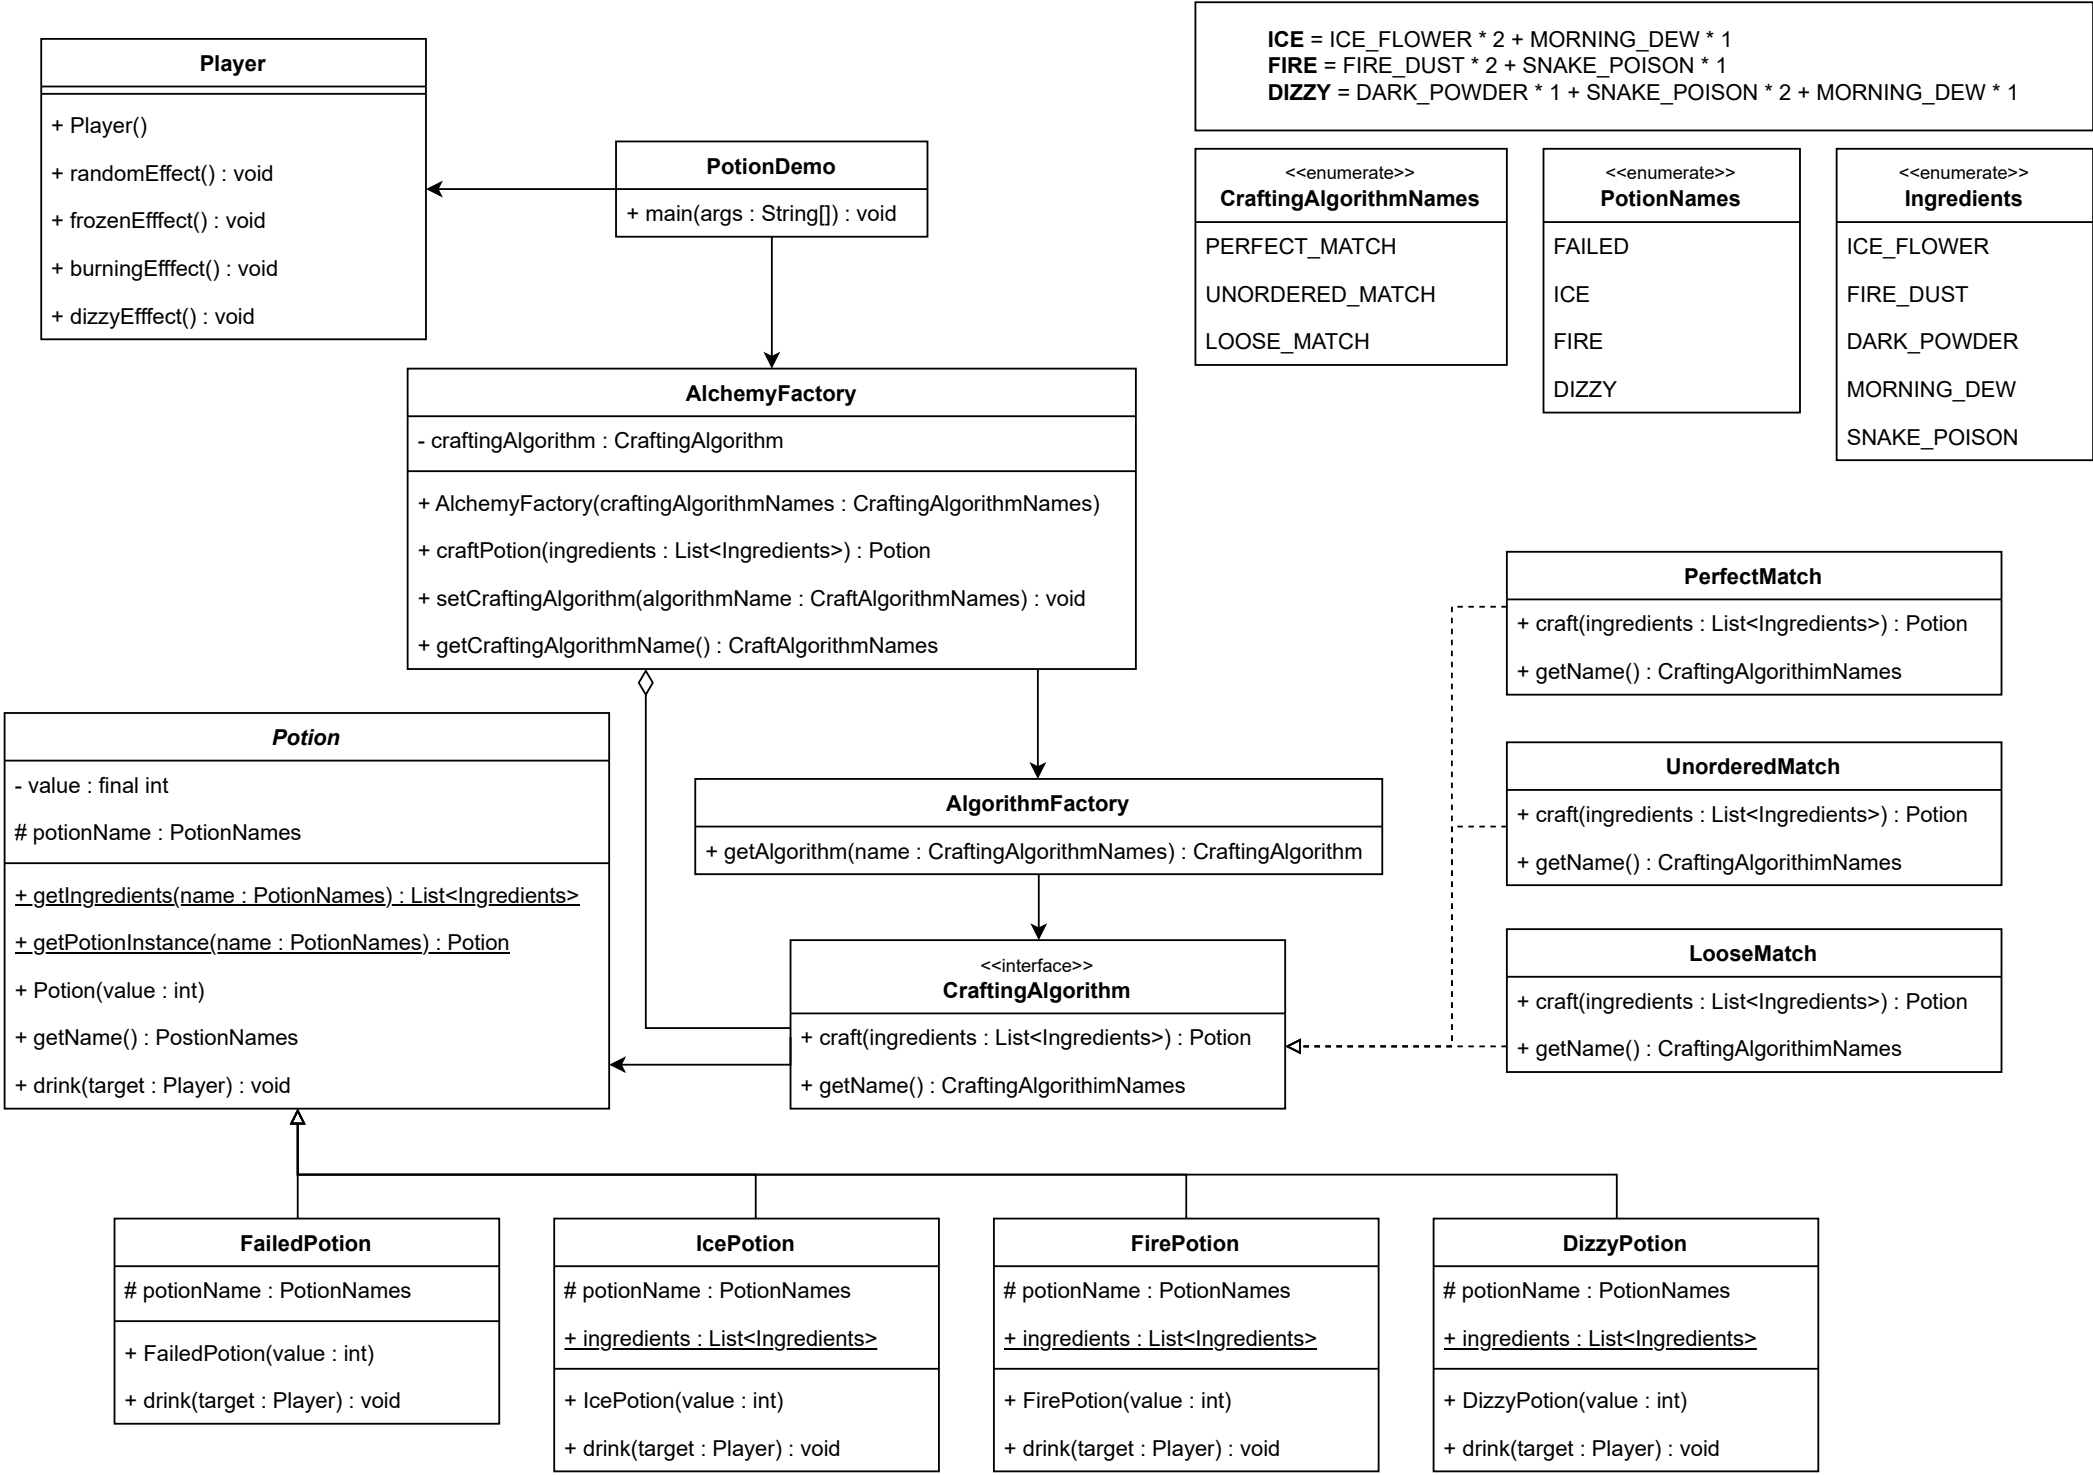 Player
+ Player()
+ randomEffect() : void
+ frozenEfffect() : void
+ burningEfffect() : void
+ dizzyEfffect() : void
PotionDemo
+ main(args : String[]) : void
ICE = ICE_FLOWER * 2 + MORNING_DEW * 1
FIRE = FIRE_DUST * 2 + SNAKE_POISON * 1
DIZZY = DARK_POWDER * 1 + SNAKE_POISON * 2 + MORNING_DEW * 1
<<enumerate>>
CraftingAlgorithmNames
PERFECT_MATCH
UNORDERED_MATCH
LOOSE_MATCH
<<enumerate>>
PotionNames
FAILED
ICE
FIRE
DIZZY
<<enumerate>>
Ingredients
ICE_FLOWER
FIRE_DUST
DARK_POWDER
MORNING_DEW
SNAKE_POISON
AlchemyFactory
- craftingAlgorithm : CraftingAlgorithm
+ AlchemyFactory(craftingAlgorithmNames : CraftingAlgorithmNames)
+ craftPotion(ingredients : List<Ingredients>) : Potion
+ setCraftingAlgorithm(algorithmName : CraftAlgorithmNames) : void
+ getCraftingAlgorithmName() : CraftAlgorithmNames
PerfectMatch
+ craft(ingredients : List<Ingredients>) : Potion
+ getName() : CraftingAlgorithimNames
UnorderedMatch
+ craft(ingredients : List<Ingredients>) : Potion
+ getName() : CraftingAlgorithimNames
LooseMatch
+ craft(ingredients : List<Ingredients>) : Potion
+ getName() : CraftingAlgorithimNames
Potion
- value : final int
# potionName : PotionNames
+ getIngredients(name : PotionNames) : List<Ingredients>
+ getPotionInstance(name : PotionNames) : Potion
+ Potion(value : int)
+ getName() : PostionNames
+ drink(target : Player) : void
AlgorithmFactory
+ getAlgorithm(name : CraftingAlgorithmNames) : CraftingAlgorithm
<<interface>>
CraftingAlgorithm
+ craft(ingredients : List<Ingredients>) : Potion
+ getName() : CraftingAlgorithimNames
FailedPotion
# potionName : PotionNames
+ FailedPotion(value : int)
+ drink(target : Player) : void
IcePotion
# potionName : PotionNames
+ ingredients : List<Ingredients>
+ IcePotion(value : int)
+ drink(target : Player) : void
FirePotion
# potionName : PotionNames
+ ingredients : List<Ingredients>
+ FirePotion(value : int)
+ drink(target : Player) : void
DizzyPotion
# potionName : PotionNames
+ ingredients : List<Ingredients>
+ DizzyPotion(value : int)
+ drink(target : Player) : void